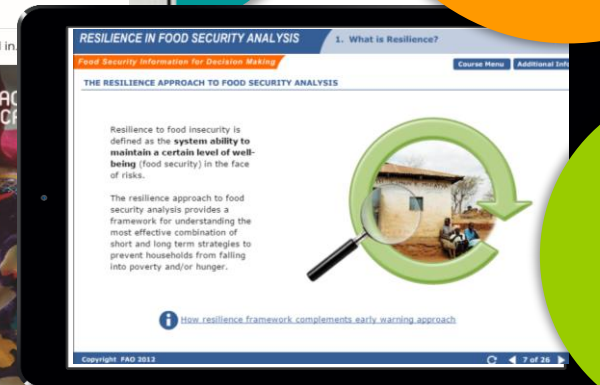 d in.
RESILIENCE IN FOOD SECURITY ANALYSIS
1. What is Resilience?
Food Security Information for Decision Making
Course Menu
Additional Info
THE RESILIENCE APPROACH TO FOOD SECURITY ANALYSIS
Resilience to food insecurity is
defined as the system ability to
maintain a certain level of well-
being (food security) in the face
of risks.
The resilience approach to food
security analysis provides a
framework for understanding the
most effective combination of
short and long term strategies to
prevent households from falling
into poverty and/or hunger.
How resilience framework complements early warning approach
Copyright FAO 2012
7 of 26